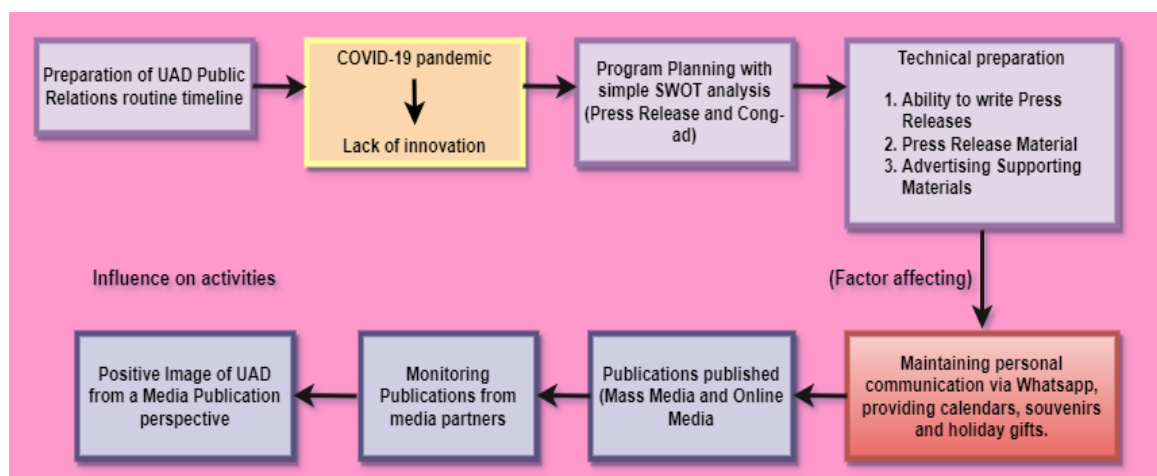 Preparation of UAD Public
Relations routine timeline
COVID-19 pandemic
Lack of innovation
Program Planning with
simple SWOT analysis
(Press Release and Cong-
ad)
Technical preparation
1. Ability to write Press
Releases
2. Press Release Material
3. Advertising Supporting
Materials
Influence on activities
(Factor affecting)
Positive Image of UAD
from a Media Publication
perspective
Monitoring
Publications from
media partners
Publications published
(Mass Media and Online
Media
Maintaining personal
communication via Whatsapp,
providing calendars, souvenirs
and holiday gifts.